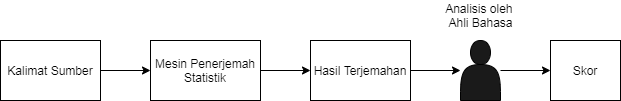 Kalimat Sumber
Mesin Penerjemah
Statistik
Hasil Terjemahan
Analisis oleh
Ahli Bahasa
Skor